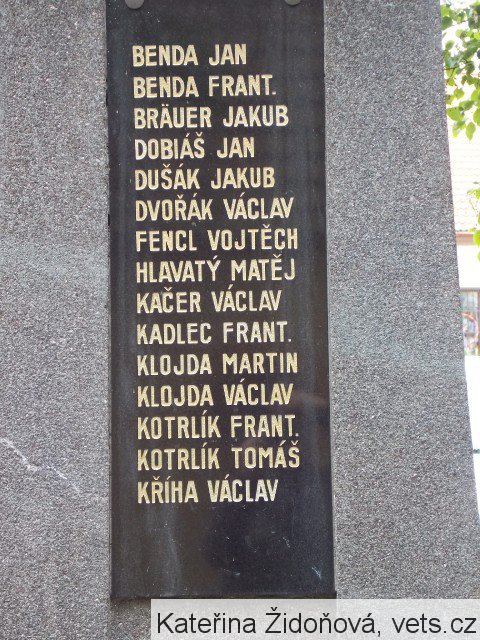 BENDA JAN
BENDA FRANT.
BRÄUER JAKUB
DOBIÁŠ JAN
DUŠÁK JAKUB
DVOŘÁK VÁCLAV
FENCL VOJTĚCH
HLAVATÝ MATĚJ
KAČER VÁCLAV
KADLEC FRANT.
KLOJDA MARTIN
KLOJDA VÁCLAV
KOTRLÍK FRANT.
KOTRLÍK TOMÁŠ
KŘÍHA VÁCLAV
Kateřina Židoňová, vets.cz